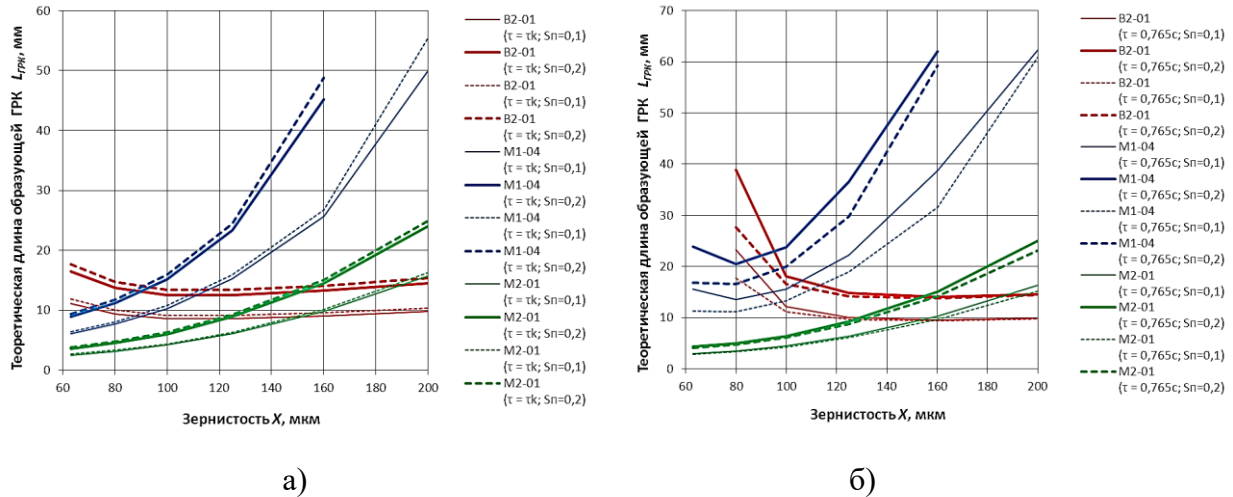 Теоретическая длина образующей ГРК L_ГРК, мм
60
50
40
30
20
10
0
60
80
100
120
140
160
180
200
Зернистость X, мкм
B2-01
(τ = τk; Sn=0,1)
B2-01
(τ = τk; Sn=0,2)
B2-01
(τ = τk; Sn=0,1)
B2-01
(τ = τk; Sn=0,2)
M1-04
(τ = τk; Sn=0,1)
M1-04
(τ = τk; Sn=0,2)
M1-04
(τ = τk; Sn=0,1)
M1-04
(τ = τk; Sn=0,2)
M2-01
(τ = τk; Sn=0,1)
M2-01
(τ = τk; Sn=0,2)
M2-01
(τ = τk; Sn=0,1)
M2-01
(τ = τk; Sn=0,2)
а)
Теоретическая длина образующей ГРК L_ГРК, мм
70
60
50
40
30
20
10
0
60
80
100
120
140
160
180
200
Зернистость X, мкм
B2-01
(τ = 0,765c; Sn=0,1)
B2-01
(τ = 0,765c; Sn=0,2)
B2-01
(τ = 0,765c; Sn=0,1)
B2-01
(τ = 0,765c; Sn=0,2)
M1-04
(τ = 0,765c; Sn=0,1)
M1-04
(τ = 0,765c; Sn=0,2)
M1-04
(τ = 0,765c; Sn=0,1)
M1-04
(τ = 0,765c; Sn=0,2)
M2-01
(τ = 0,765c; Sn=0,1)
M2-01
(τ = 0,765c; Sn=0,2)
M2-01
(τ = 0,765c; Sn=0,1)
M2-01
(τ = 0,765c; Sn=0,2)
б)